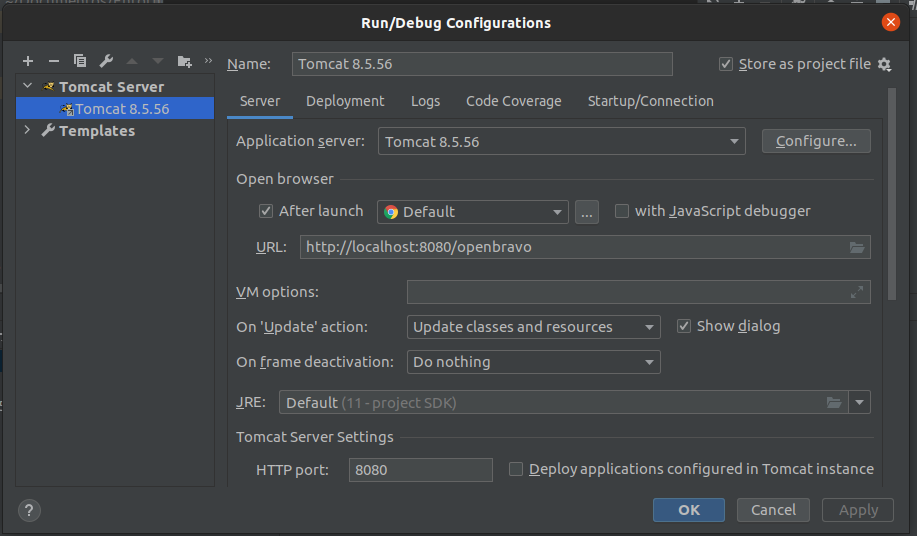 Run/Debug Configurations
Tomcat Server
Tomcat 8.5.56
Templates
Name: Tomcat 8.5.56 Store as project file
Server Deployment Logs Code Coverage Startup/Connection
Application server: Tomcat 8.5.56 Configure...
Open browser
After launch Default ... with JavaScript debugger
URL: http://localhost:8080/openbravo
VM options:
On 'Update' action: Update classes and resources Show dialog
On frame deactivation: Do nothing
JRE: Default (11 - project SDK)
Tomcat Server Settings
HTTP port: 8080 Deploy applications configured in Tomcat instance
? OK Cancel Apply